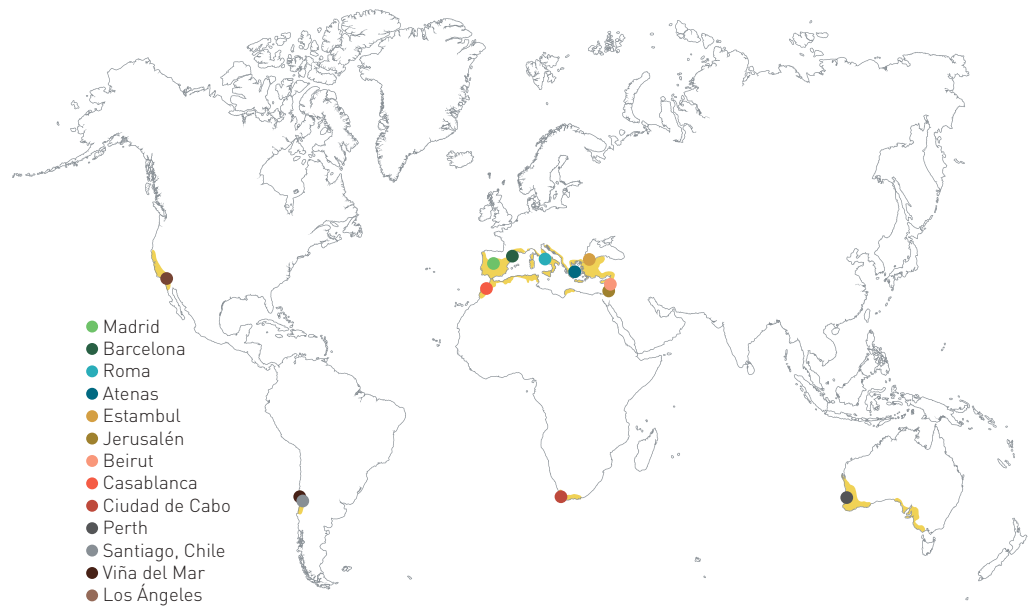 Madrid
Barcelona
Roma
Atenas
Estambul
Jerusalén
Beirut
Casablanca
Ciudad de Cabo
Perth
Santiago, Chile
Viña del Mar
Los Ángeles